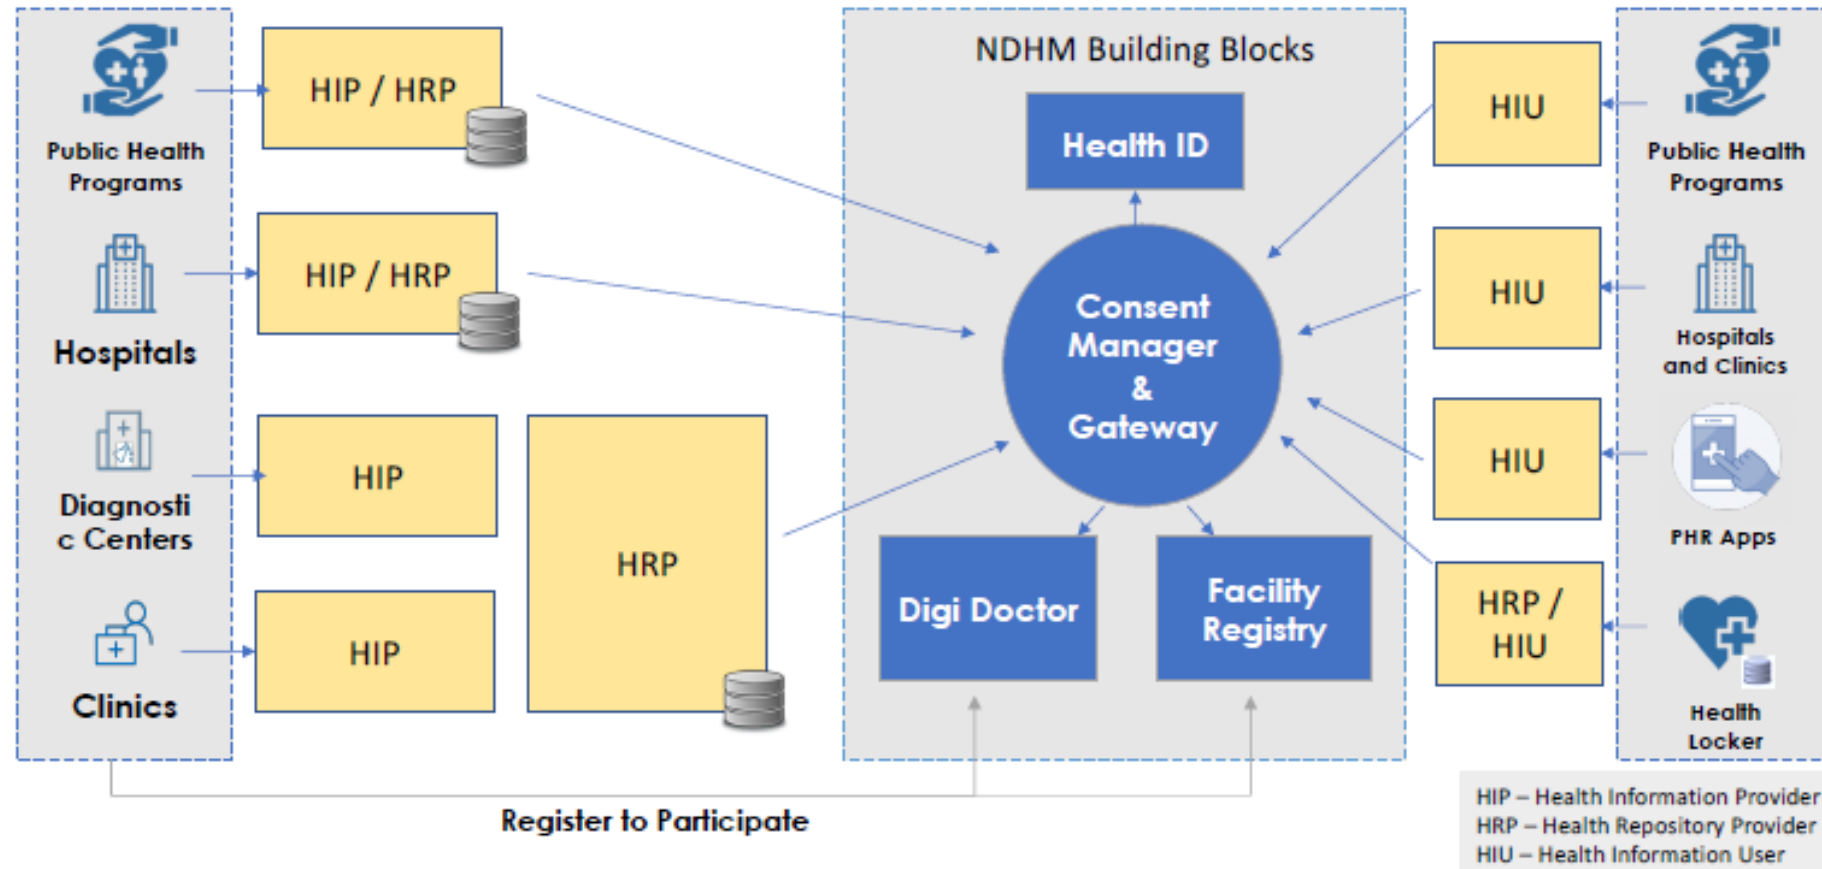 Public Health
Programs
Hospitals
Diagnosti
c Centers
Clinics
HIP / HRP
HIP / HRP
HIP
HIP
HRP
NDHM Building Blocks
Health ID
Consent
Manager
&
Gateway
Digi Doctor
Facility
Registry
HIU
HIU
HIU
HRP /
HIU
Public Health
Programs
Hospitals
and Clinics
PHR Apps
Health
Locker
Register to Participate
HIP – Health Information Provider
HRP – Health Repository Provider
HIU – Health Information User